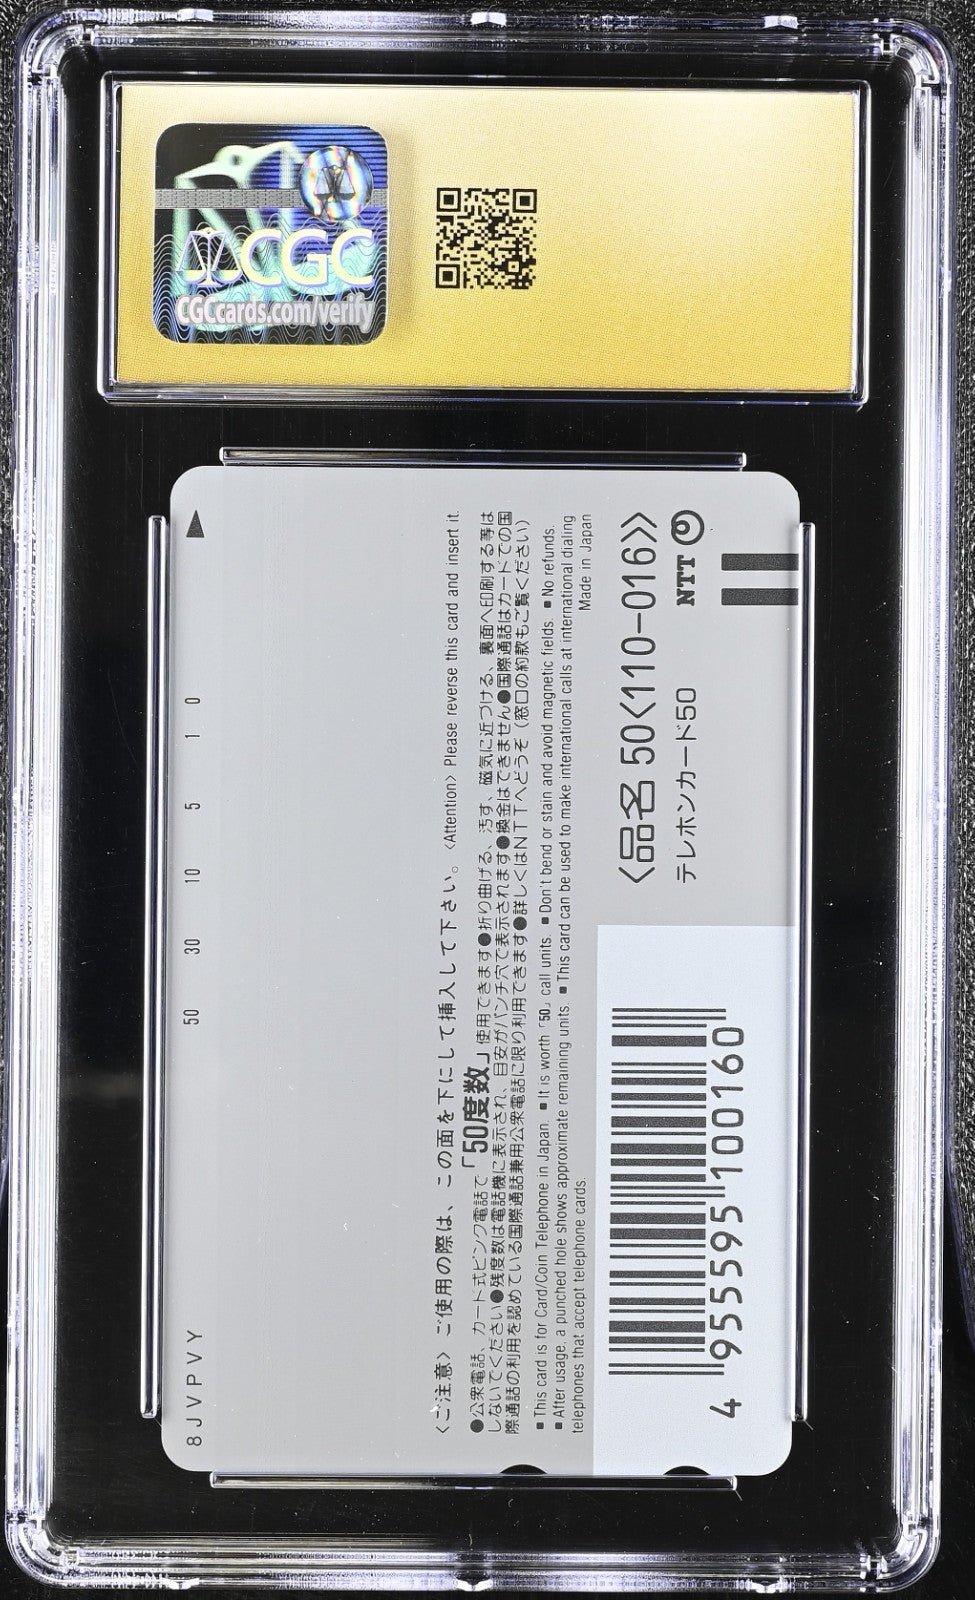 CGC
CGCcards.com/verify
50 30 10 5 1 0
8JVPVY
〈ご注意〉ご使用の際は、この面を下にして挿入して下さい。〈Attention〉Please reverse this card and insert it.
●公衆電話、カード式ピンク電話で「50度数」使用できます●折り曲げる、汚す、磁気に近づける、裏面へ印刷する等は
しないでください●残度数は電話機に表示され、目安がパンチ穴で表示されます●換金はできません●国際通話はカードでの国
際通話の利用を認めている国際通話兼用公衆電話に限り利用できます●詳しくはNTTへどうぞ（窓口の約款もご覧ください）
■This card is for Card/Coin Telephone in Japan. ■It is worth「50」call units. ■Don't bend or stain and avoid magnetic fields. ■No refunds.
■After usage, a punched hole shows approximate remaining units. ■This card can be used to make international calls at international dialing
telephones that accept telephone cards. Made in Japan
〈品名 50〈110-016〉〉
テレホンカード50
NTT
4 955595 100160